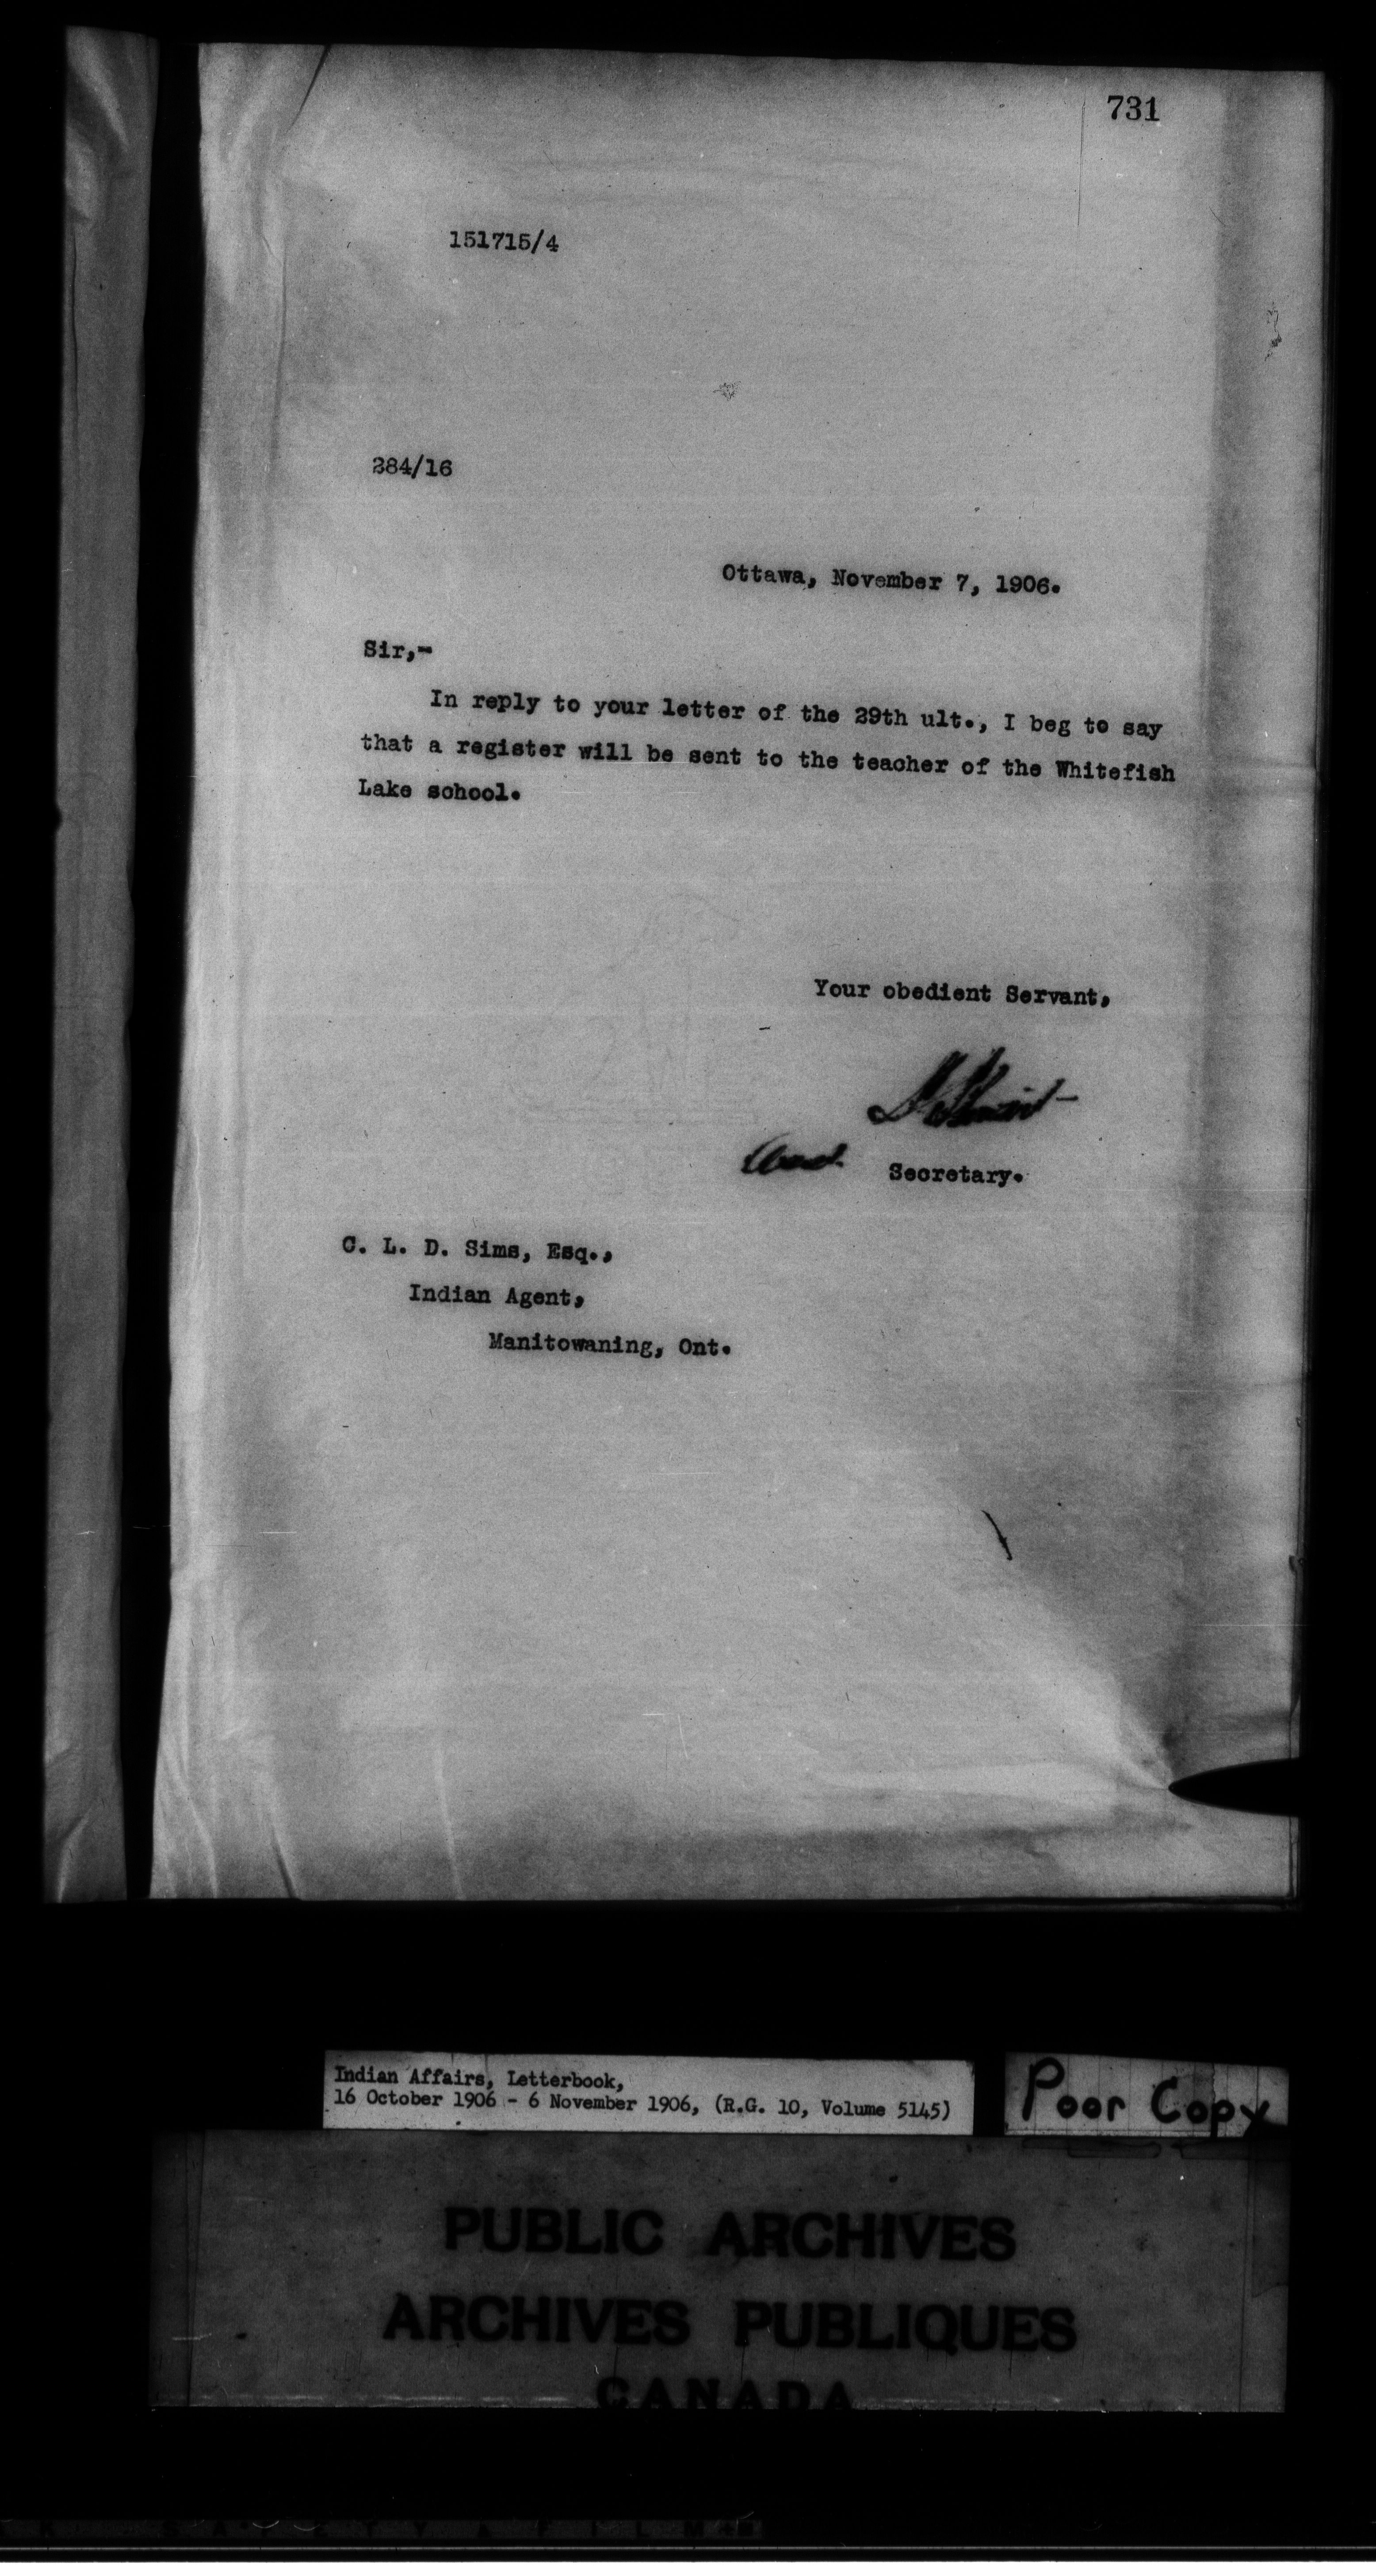 731
151715/4
284/16
Ottawa, November 7, 1906.
Sir,-
In reply to your letter of the 29th ult., I beg to say
that a register will be sent to the teacher of the Whitefish
Lake school.
Your obedient Servant,
Secretary.
C. L. D. Sims, Esq.,
Indian Agent,
Manitowaning, Ont.
Indian Affairs, Letterbook,
16 October 1906 - 6 November 1906, (R.G. 10, Volume 5145)
Poor Copy
PUBLIC ARCHIVES
ARCHIVES PUBLIQUES
CANADA